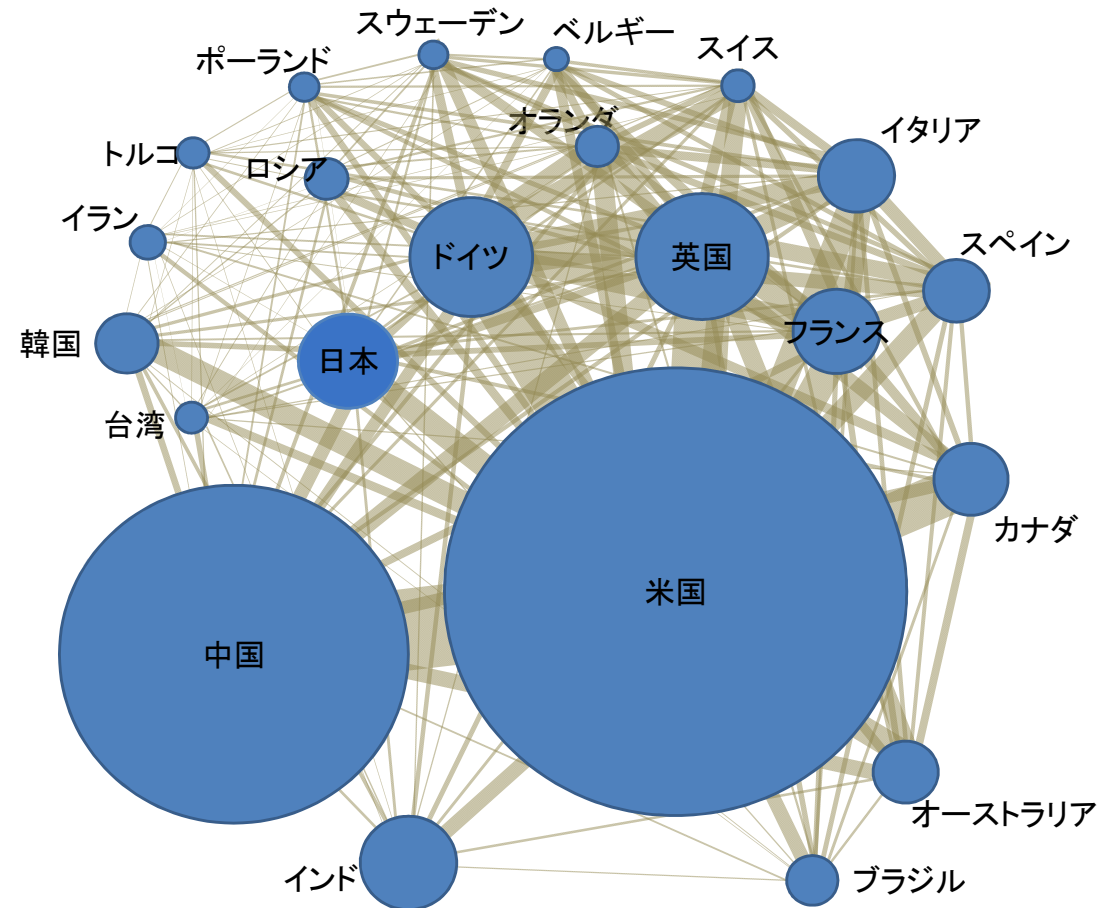 スウェーデン
ベルギー
スイス
ポーランド
オランダ
イタリア
トルコ
ロシア
イラン
ドイツ
英国
スペイン
韓国
日本
フランス
台湾
カナダ
米国
中国
オーストラリア
インド
ブラジル